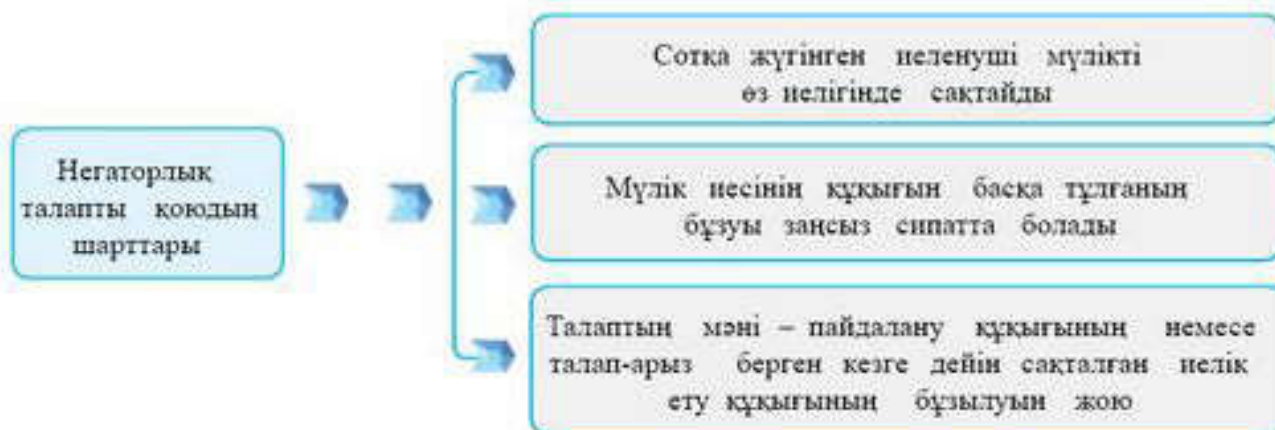 Негаторлық
талапты қоюдың
шарттары
Сотқа жүгінген иеленуші мүлікті
өз иелігінде сақтайды
Мүлік иесінің құқығын басқа тұлғаның
бұзуы заңсыз сипатта болады
Талаптың мәні – пайдалану құқығының немесе
талап-арыз берген кезге дейін сақталған иелік
ету құқығының бұзылуын жою